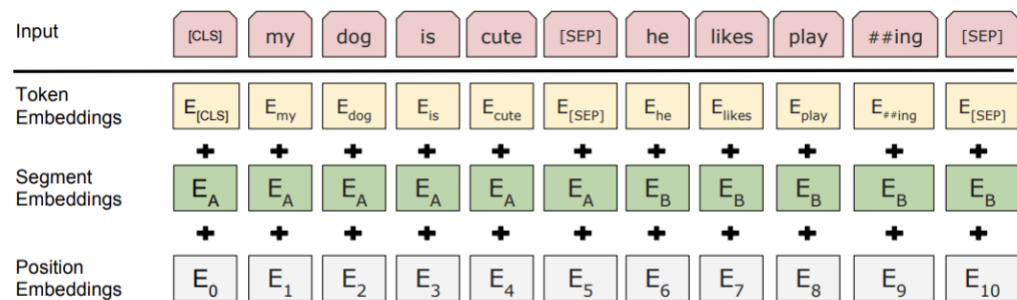 Input [CLS] my dog is cute [SEP] he likes play ##ing [SEP]
Token
Embeddings E[CLS] Emy Edog Eis Ecute E[SEP] Ehe Elikes Eplay E##ing E[SEP]
+ + + + + + + + + + +
Segment
Embeddings EA EA EA EA EA EA EB EB EB EB EB
+ + + + + + + + + + +
Position
Embeddings E0 E1 E2 E3 E4 E5 E6 E7 E8 E9 E10